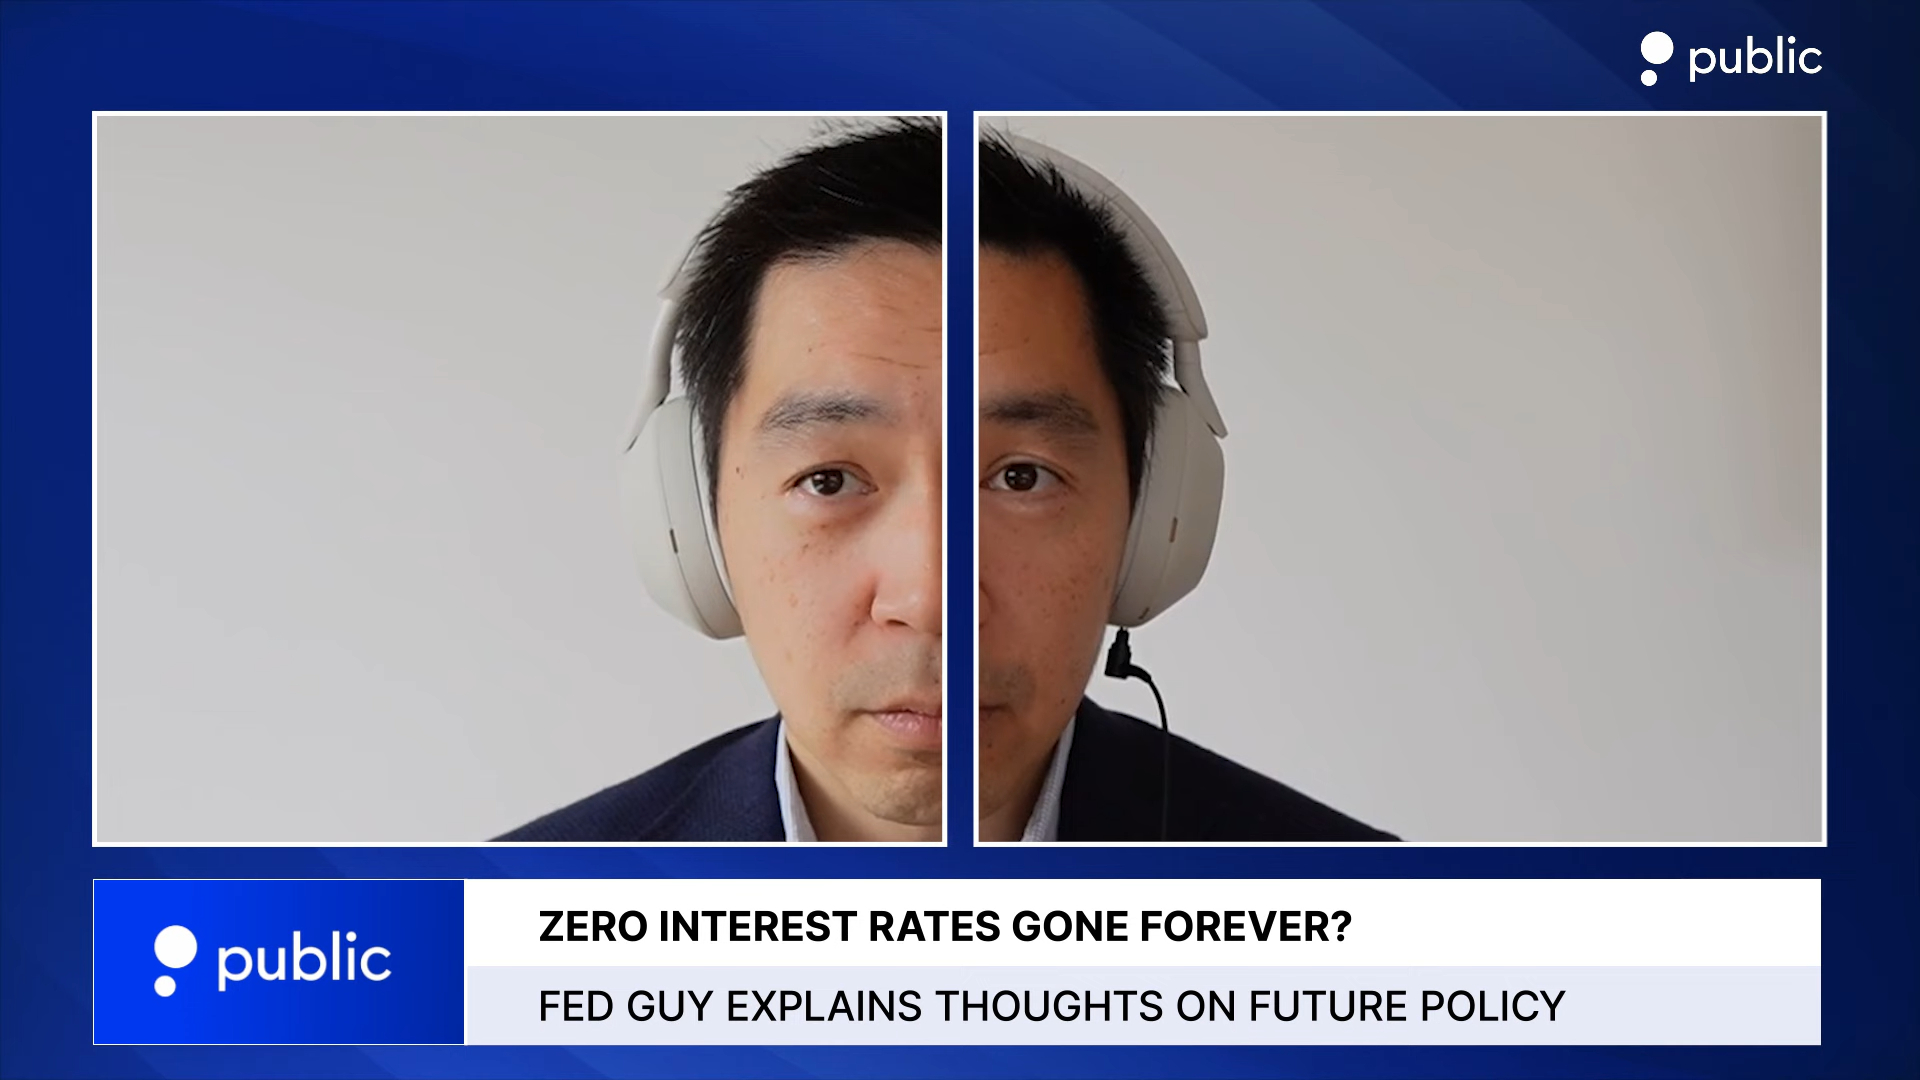 public
public
ZERO INTEREST RATES GONE FOREVER?
FED GUY EXPLAINS THOUGHTS ON FUTURE POLICY